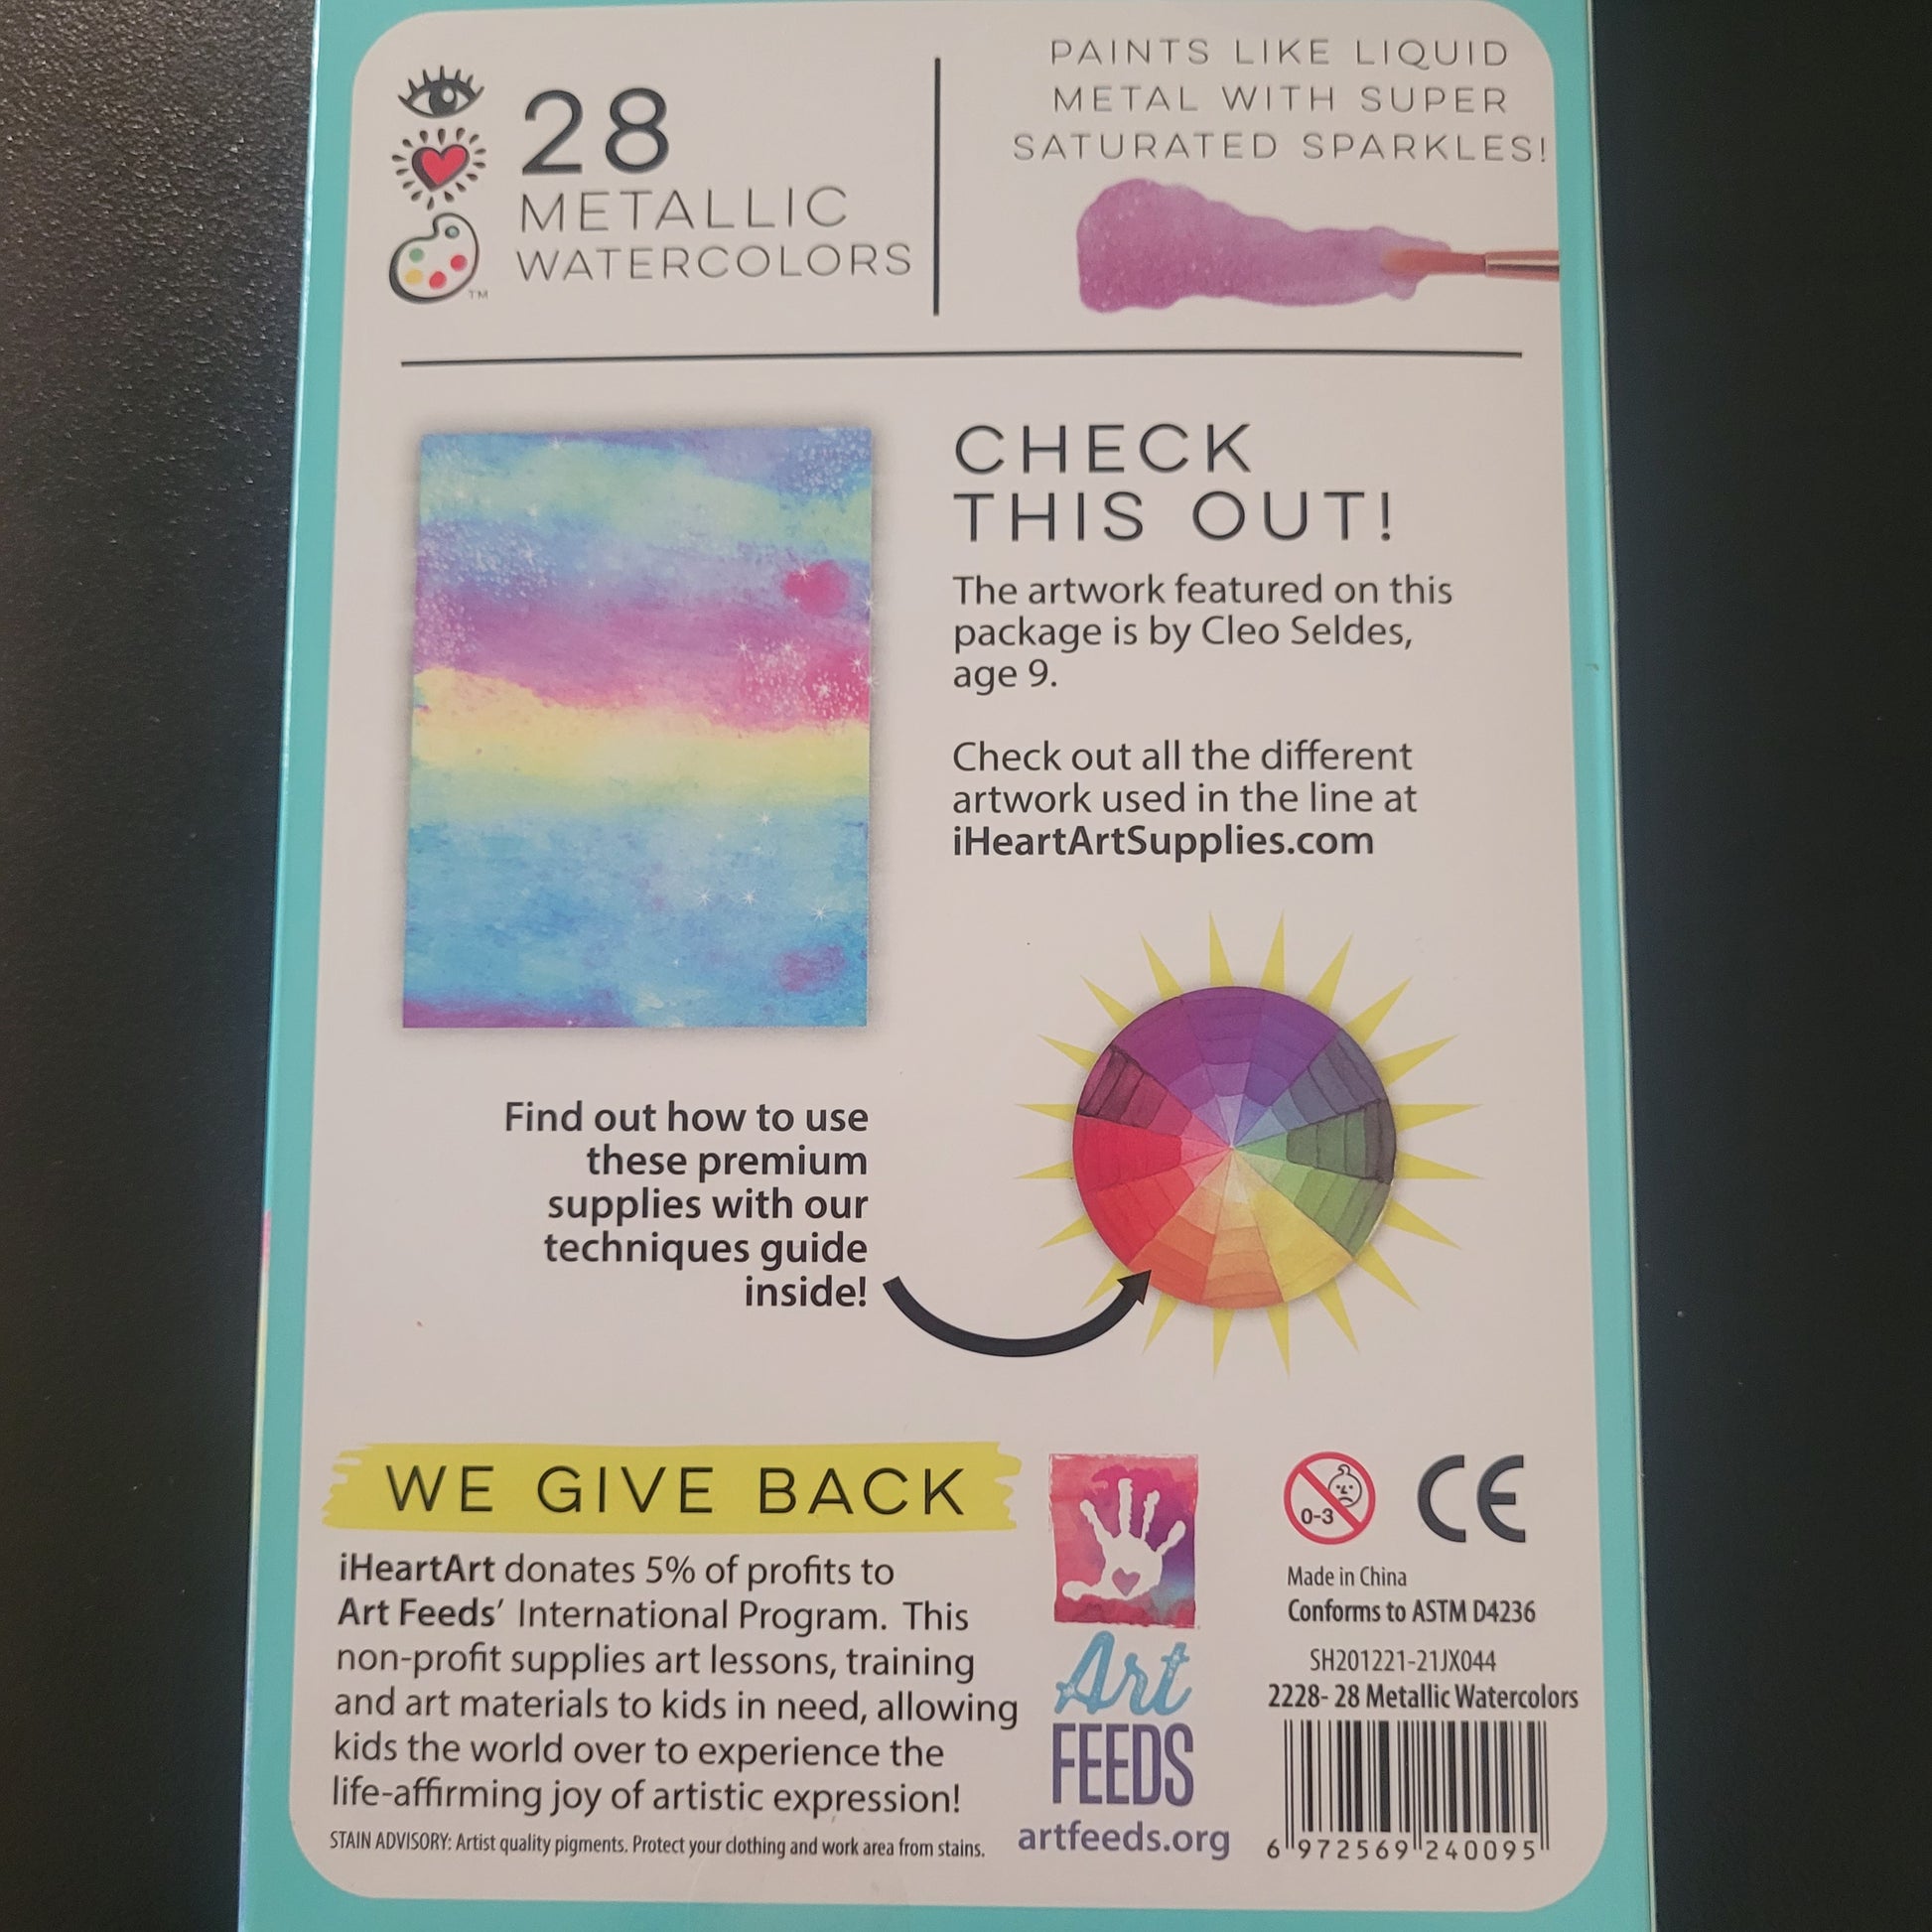 28
METALLIC
WATERCOLORS
TM
PAINTS LIKE LIQUID
METAL WITH SUPER
SATURATED SPARKLES!
CHECK
THIS OUT!
The artwork featured on this
package is by Cleo Seldes,
age 9.
Check out all the different
artwork used in the line at
iHeartArtSupplies.com
Find out how to use
these premium
supplies with our
techniques guide
inside!
WE GIVE BACK
iHeartArt donates 5% of profits to
Art Feeds' International Program. This
non-profit supplies art lessons, training
and art materials to kids in need, allowing
kids the world over to experience the
life-affirming joy of artistic expression!
STAIN ADVISORY: Artist quality pigments. Protect your clothing and work area from stains.
Art
FEEDS
artfeeds.org
0-3
CE
Made in China
Conforms to ASTM D4236
SH201221-21JX044
2228- 28 Metallic Watercolors
6 972569 240095